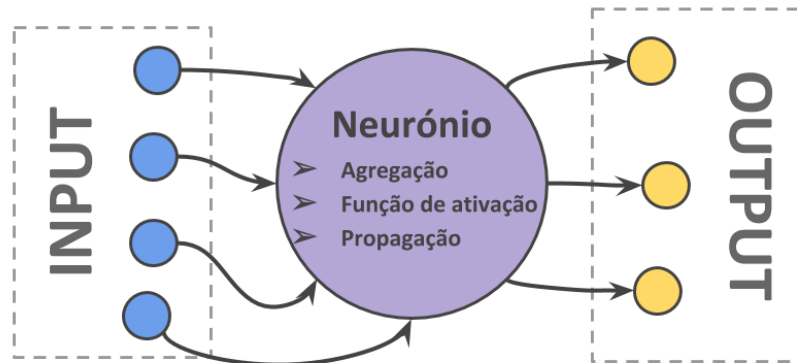 INPUT
Neurónio
➢ Agregação
➢ Função de ativação
➢ Propagação
OUTPUT